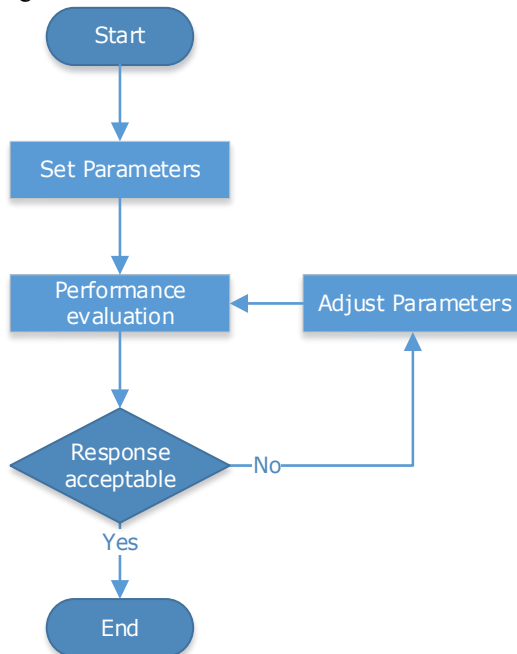 Start
Set Parameters
Performance
evaluation
Adjust Parameters
Response
acceptable
No
Yes
End